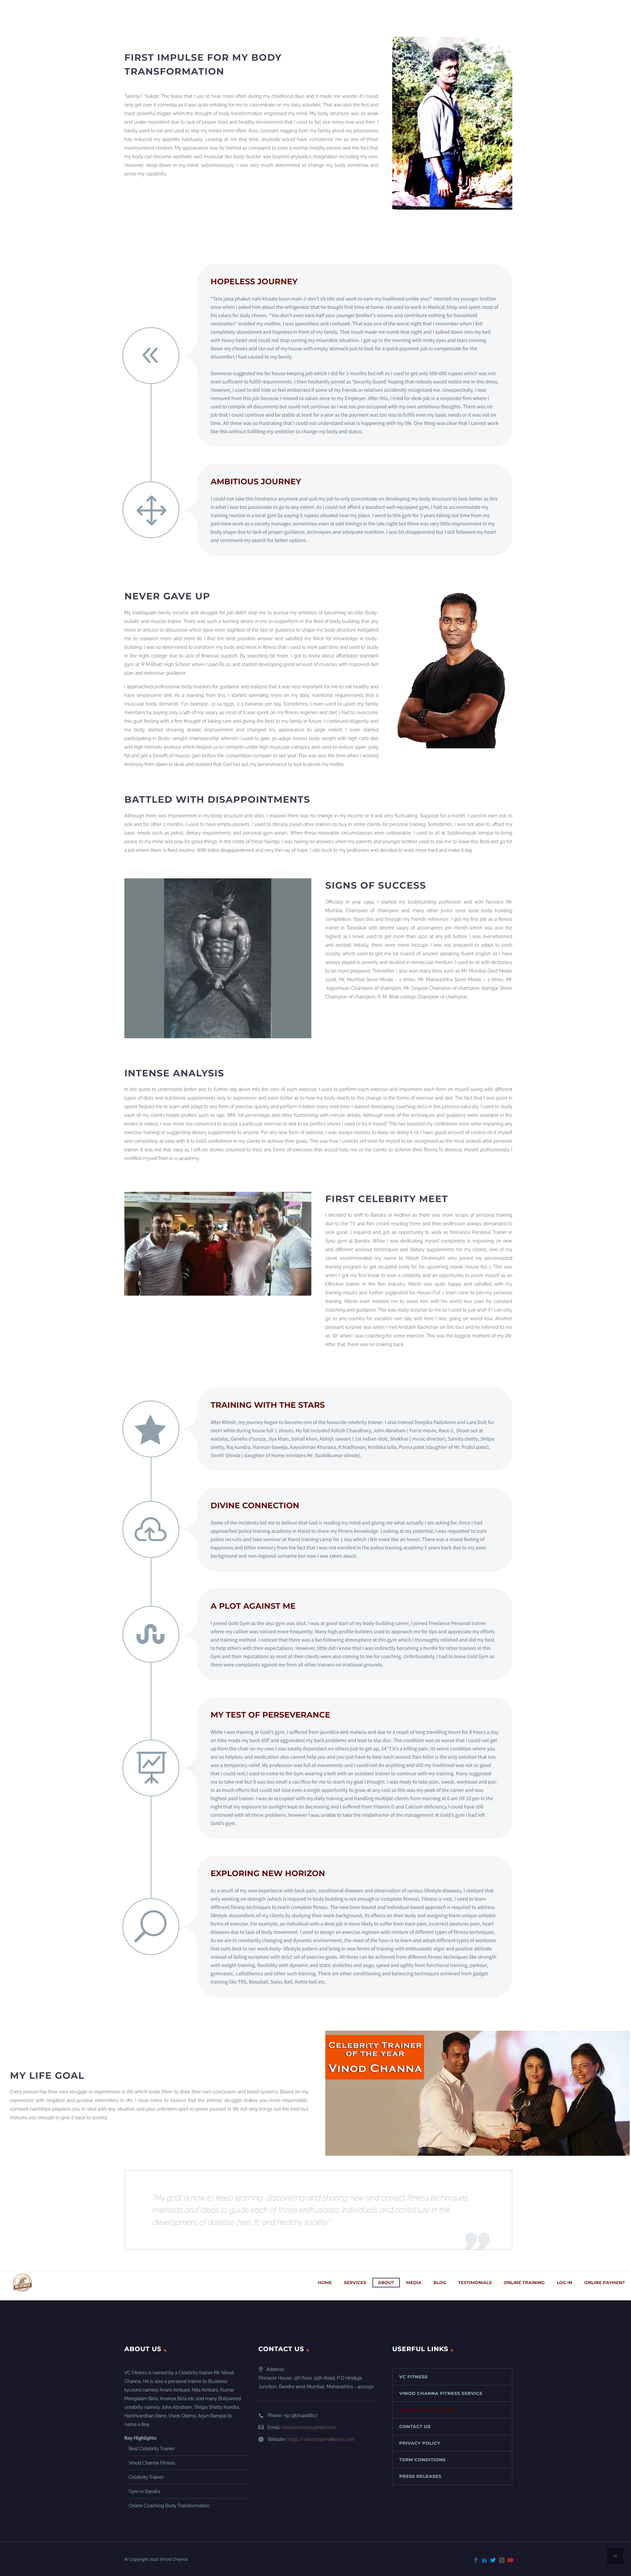 FIRST IMPULSE FOR MY BODY
TRANSFORMATION
'Skinny'! 'Sukda'. The tease that I use to hear more often during my childhood days and it made me wonder if I could
only get over it someday as it was quite irritating for me to concentrate on my daily activities. That was also the first and
most powerful trigger when the thought of body transformation engrossed my mind. My body structure was so weak
and under nourished due to lack of proper food and healthy environment that I used to fall sick every now and then. I
hardly used to eat and used to skip my meals more often. Also, constant nagging from my family about my joblessness
has reduced my appetite habitually. Looking at me that time, anybody would have considered me as one of those
malnourished children. My appearance was far behind as compared to even a normal healthy person and the fact that
my body can become aesthetic and muscular like body-builder was beyond anybody's imagination including my own.
However, deep-down in my mind, subconsciously, I was very much determined to change my body somehow and
prove my capability.
HOPELESS JOURNEY
"Tere jaisa phakut nahi khaata huun main (I don't sit idle and work to earn my livelihood unlike you)" retorted my younger brother
once when I asked him about the refrigerator that he bought first time at home. He used to work in Medical Shop and spent most of
his salary for daily chores. "You don't even earn half your younger brother's income and contribute nothing for household
necessities" scolded my mother. I was speechless and confused. That was one of the worst night that I remember when I felt
completely abandoned and hopeless in front of my family. That insult made me numb that night and I sulked down into my bed
with heavy heart and could not stop cursing my miserable situation. I got up in the morning with misty eyes and tears running
down my cheeks and ran out of my house with empty stomach just to look for a quick-payment job to compensate for the
discomfort I had caused to my family.
Someone suggested me for house-keeping job which I did for 3 months but left as I used to get only 500-600 rupees which was not
even sufficient to fulfill requirements. I then hesitantly joined as 'Security Guard' hoping that nobody would notice me in this dress.
However, I used to still hide or feel embarrass if some of my friends or relatives accidently recognized me. Unexpectedly, I was
removed from this job because I missed to salute once to my Employer. After this, I tried for desk job in a corporate firm where I
used to compile all documents but could not continue as I was too pre-occupied with my own ambitious thoughts. There was no
job that I could continue and be stable at least for a year as the payment was too less to fulfill even my basic needs or it was not on
time. All these was so frustrating that I could not understand what is happening with my life. One thing was clear that I cannot work
like this without fulfilling my ambition to change my body and status.
AMBITIOUS JOURNEY
I could not take this hindrance anymore and quit my job to only concentrate on developing my body structure to look better as this
is what I was too passionate to go to any extent. As I could not afford a standard well-equipped gym, I had to accommodate my
training routine in a local gym by paying 5 rupees situated near my place. I went to this gym for 3 years taking out time from my
part-time work as a society manager, sometimes even at odd timings in the late night but there was very little improvement in my
body shape due to lack of proper guidance, techniques and adequate nutrition. I was bit disappointed but I still followed my heart
and continued my search for better options.
NEVER GAVE UP
My inadequate family income and struggle for job didn't stop me to pursue my ambition of becoming an elite Body-
builder and muscle trainer. There was such a burning desire in me to outperform in the field of body building that any
news or articles or discussion which gave even slightest of the tips or guidance to shape my body structure instigated
me to research more and more till I find the best possible answer and satisfied my thirst for knowledge in body-
building. I was so determined to transform my body and excel in fitness that I used to work part time and used to study
in the night college due to lack of financial support. By searching bit more, I got to know about affordable standard
gym at 'R M Bhatt High School' where I paid Rs 50 and started developing good amount of muscles with improved diet
plan and extensive guidance.
I approached professional body builders for guidance and realized that it was very important for me to eat healthy and
have wholesome diet. As a learning from this, I started spending more on my daily nutritional requirements that a
muscular body demands. For example, 12-14 eggs, 2-3 bananas per day. Sometimes, I even used to upset my family
members by paying only 1/4th of my salary as most of it was spent on my fitness regimen and diet. I had to overcome
this guilt feeling with a firm thought of taking care and giving the best to my family in future. I continued diligently and
my body started showing drastic improvement and changed my appearance to large extent. I even started
participating in Body- weight championship wherein I used to gain 30-40kgs excess body weight with high carb diet
and high intensity workout which helped us to compete under high muscular category and used to reduce again 30kg
fat and get a benefit of muscle gain before the competition compare to last year. This was also the time when I worked
tirelessly from dawn to dusk and realized that God has put my perseverance to test to prove my mettle.
BATTLED WITH DISAPPOINTMENTS
Although there was improvement in my body structure and skills, I realized there was no change in my income or it was very fluctuating. Suppose for a month, I used to earn 20k to
50k and for other 2 months, I used to have empty pockets. I used to literally plead other trainers to buy in some clients for personal training. Sometimes, I was not able to afford my
basic needs such as petrol, dietary requirements and personal gym-wears. When these miserable circumstances were unbearable, I used to sit at Siddhivinayak temple to bring
peace to my mind and pray for good things. In the midst of these failings, I was having no answers when my parents and younger brother used to ask me to leave this field and go for
a job where there is fixed income. With bitter disappointment and very thin ray of hope, I still stuck to my profession and decided to work more hard and make it big.
SIGNS OF SUCCESS
Officially in year 1994, I started my bodybuilding profession and won Novoice Mr.
Mumbai Champion of champion and many other junior level local body building
competition. Basis this and through my friends reference, I got my first job as a fitness
trainer in Talwalkar with decent salary of 4000rupees per month which was also the
highest as I never used to get more than 1500 at any job before. I was overwhelmed
and excited. Initially, there were some hiccups I was not prepared to adapt to posh
society which used to get me bit scared of anyone speaking fluent english as I have
always stayed in poverty and studied in vernacular medium. I used to sit with dictionary
to be more prepared. Thereafter, I also won many titles such as Mr. Mumbai Gold Medal
2008, Mr. Mumbai Silver Medal – 2 times, Mr. Maharashtra Silver Medal – 2 times, Mr.
Jogeshwari Champion of champion, Mr. Girgaon Champion of champion, Kamgar Shree
Champion of champion, R. M. Bhat college Champion of champion
INTENSE ANALYSIS
In the quest to understand better and to further dig-down into the core of each exercise, I used to perform each exercise and implement each form on myself along with different
types of diets and nutritional supplements only to experience and learn better as to how my body reacts to this change in the forms of exercise and diet. The fact that I was good in
sports helped me to learn and adapt to any form of exercise quickly and perform it better every next time. I started developing coaching skills in this process naturally. I used to study
each of my client's health profiles such as age, BMI, fat percentage and other functioning with minute details. Although most of the techniques and guidance were available in the
books or videos, I was never too convinced to accept a particular exercise or diet to be perfect unless I used to try it myself. This has boosted my confidence level while imparting any
exercise training or suggesting dietary supplements to anyone. For any new form of exercise, I was always restless to keep on doing it till I have good amount of control on it myself
and completely at ease with it to instill confidence in my clients to achieve their goals. This was how I used to set level for myself to be recognized as the most looked-after personal
trainer. It was not that easy as I left no stones unturned to miss any forms of exercises that would help me or my clients to achieve their fitness.To develop myself professionally I
certified myself from k-11 academy
FIRST CELEBRITY MEET
I decided to shift to Bandra or Andheri as there was more scope of personal training
due to the TV and film crowd residing there and their profession always demanded to
look good. I inquired and got an opportunity to work as freelance Personal Trainer in
Sykz gym at Bandra. While I was dedicating myself completely in improving on new
and different workout techniques and dietary supplements for my clients, one of my
client recommended my name to Ritesh Deshmukh who joined my personalized
training program to get sculpted body for his upcoming movie House full 1. This was
when I got my first break to train a celebrity and an opportunity to prove myself as an
Effective trainer in the film industry. Ritesh was quite happy and satisfied with my
training results and further suggested his House-Full 1 team crew to join my personal
training. Ritesh even insisted me to assist him with his world tour plan for constant
coaching and guidance. This was really surprise to me as I used to just wish if I can only
go to any country for vacation one day and here I was going on world tour. Another
pleasant surprise was when I met Amitabh Bachchan on this tour and he referred to me
as 'Sir' when I was coaching for some exercise. This was the biggest moment of my life.
After that, there was no looking back.
TRAINING WITH THE STARS
After Ritesh, my journey began to become one of the favourite celebrity trainer. I also trained Deepika Padukone and Lara Dutt for
short while during house full 1 shoots. My list included Ashish Chaudhary, John Abraham ( Force movie, Race-2, Shoot out at
wadala), Genelia d'souza, Jiya khan, Sohail khan, Abhijit sawant ( 1st indian idol), Shekhar ( music director), Samita shetty, Shilpa
shetty, Raj kundra, Harman baweja, Aayushman Khurana, R.Madhavan, Krishika lulla, Purna patel (daughter of Mr. Praful patel),
Smriti Shinde ( daughter of Home ministers Mr. Sushilkumar shinde).
DIVINE CONNECTION
Some of the incidents led me to believe that God is reading my mind and giving me what actually I am asking for. Once I had
approached police training academy in Marol to share my fitness knowledge. Looking at my potential, I was requested to train
police recruits and take seminar at Marol training camp for 1 day which I felt more like an honor. There was a mixed feeling of
happiness and bitter memory from the fact that I was not enrolled in the police training academy 5 years back due to my poor
background and non-regional surname but now I was taken aback.
A PLOT AGAINST ME
I joined Gold Gym as the skyz gym was shut. I was at good start of my body-building career, I joined Freelance Personal trainer
where my caliber was noticed more frequently. Many high-profile builders used to approach me for tips and appreciate my efforts
and training method. I noticed that there was a fan following atmosphere at this gym which I thoroughly relished and did my best
to help others with their expectations. However, little did I know that I was indirectly becoming a hurdle for other trainers in this
Gym and their reputations as most of their clients were also coming to me for coaching. Unfortunately, I had to leave Gold Gym as
there were complaints against me from all other trainers on irrational grounds.
MY TEST OF PERSEVERANCE
While I was training at Gold's gym, I suffered from jaundice and malaria and due to a result of long travelling hours for 8 hours a day
on bike made my back stiff and aggravated my back problems and lead to slip disc. The condition was so worse that I could not get
up from the chair on my own.I was totally dependant on others just to get up, 24*7 it's a killing pain, its worst condition where you
are so helpless and medication also cannot help you and you just have to bear each second.Pain killer is the only solution that too
was a temporary relief. My profession was full of movements and I could not do anything and still my livelihood was not so good
that I could rest.I used to come to the Gym wearing a belt with an assistant trainer to continue with my training. Many suggested
me to take rest but it was too small a sacrifice for me to reach my goal I thought. I was ready to take pain, sweat, workload and put-
in as much efforts but could not lose even a single opportunity to grow at any cost as this was my peak of the career and was
highest paid trainer. I was so occupied with my daily training and handling multiple clients from morning at 6 am till 10 pm in the
night that my exposure to sunlight kept on decreasing and I suffered from Vitamin D and Calcium deficiency.I could have still
continued with all these problems, however I was unable to take the misbehavior of the management at Gold's gym I had left
Gold's gym.
EXPLORING NEW HORIZON
As a result of my own experience with back pain, conditional diseases and observation of various lifestyle diseases, I realized that
only working on strength (which is required in body building is not enough or complete fitness). Fitness is vast, I need to learn
different fitness techniques to reach complete fitness. The new time-bound and individual-based approach is required to address
lifestyle discomforts of my clients by studying their work background, its effects on their body and assigning them unique suitable
forms of exercise. For example, an individual with a desk job is more likely to suffer from back pain, incorrect postures pain, heart
diseases due to lack of body movement. I used to design an exercise regimen with mixture of different types of fitness techniques.
As we are in constantly changing and dynamic environment, the need of the hour is to learn and adopt different types of workouts
that suits best to our work-body- lifestyle pattern and bring in new forms of training with enthusiastic vigor and positive attitude
instead of failing ourselves with strict set of exercise goals. All these can be achieved from different fitness techniques like strength
with weight training, flexibility with dynamic and static stretches and yoga, speed and agility from functional training, parkour,
gymnastic, callisthenics and other such training. There are other conditioning and balancing techniques achieved from gadget
training like TRX, Bosuball, Swiss Ball, Kettle bell etc.
CELEBRITY TRAINER
OF THE YEAR
VINOD CHANNA
MY LIFE GOAL
Every person has their own struggle or experiences in life which leads them to draw their own conclusion and belief systems. Based on my
experience with negative and positive extremities in life, I have come to believe that the intense struggle makes you more responsible,
constant hardships prepares you to deal with any situation and your unbroken spirit to prove yourself in life not only brings out the best but
matures you enough to give it back to society.
"My goal is now to keep learning, discovering and sharing new and correct fitness techniques,
methods and ideas to guide each of those enthusiastic individuals and contribute in the
development of disease-free, fit and healthy society."
HOME SERVICES ABOUT MEDIA BLOG TESTIMONIALS ONLINE TRAINING LOG IN ONLINE PAYMENT
ABOUT US
VC Fitness is owned by a Celebrity trainer Mr. Vinod
Channa. He is also a personal trainer to Business
tycoons namely Anant Ambani, Nita Ambani, Kumar
Mangalam Birla, Ananya Birla etc and many Bollywood
celebrity namely John Abraham, Shilpa Shetty Kundra,
Harshvardhan Rane, Vivek Oberoi, Arjun Rampal to
name a few.
Key Highlights
Best Celebrity Trainer
Vinod Channa Fitness
Celebrity Trainer
Gym in Bandra
Online Coaching Body Transformation
CONTACT US
Address:
Pinnacle House, 5th floor, 15th Road, P D Hinduja
Junction, Bandra west Mumbai, Maharashtra - 400050
Phone: +91 9870406617
Email: channa.vinod@gmail.com
Website: https://vinodchannafitness.com
USERFUL LINKS
VC FITNESS
VINOD CHANNA FITNESS SERVICE
CONTACT US
PRIVACY POLICY
TERM CONDITIONS
PRESS RELEASES
© Copyright 2022 Vinod Channa